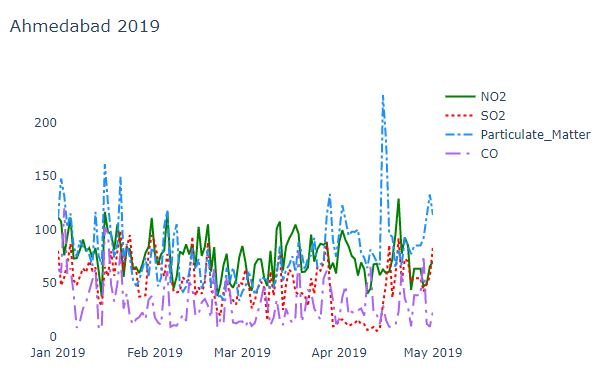 Ahmedabad 2019
NO2
SO2
Particulate_Matter
CO
200
150
100
50
0
Jan 2019 Feb 2019 Mar 2019 Apr 2019 May 2019